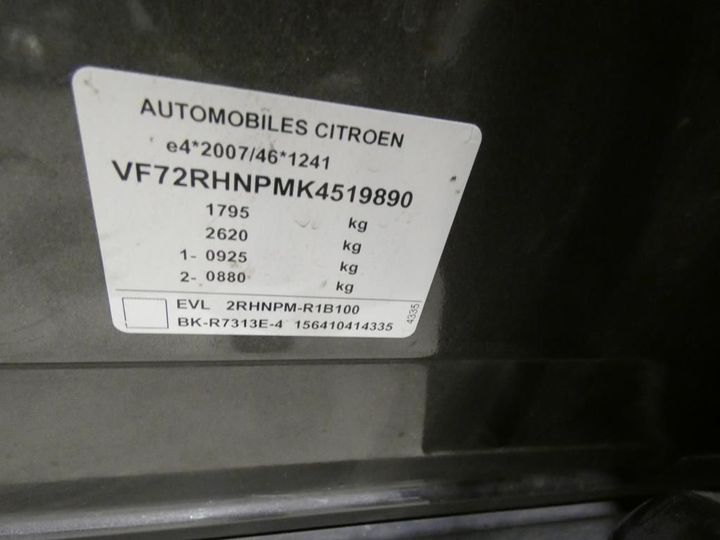 AUTOMOBILES CITROEN
e4*2007/46*1241
VF72RHNPMK4519890
1795 kg
2620 kg
1- 0925 kg
2- 0880 kg
EVL 2RHNPM-R1B100
BK-R7313E-4 156410414335
4335